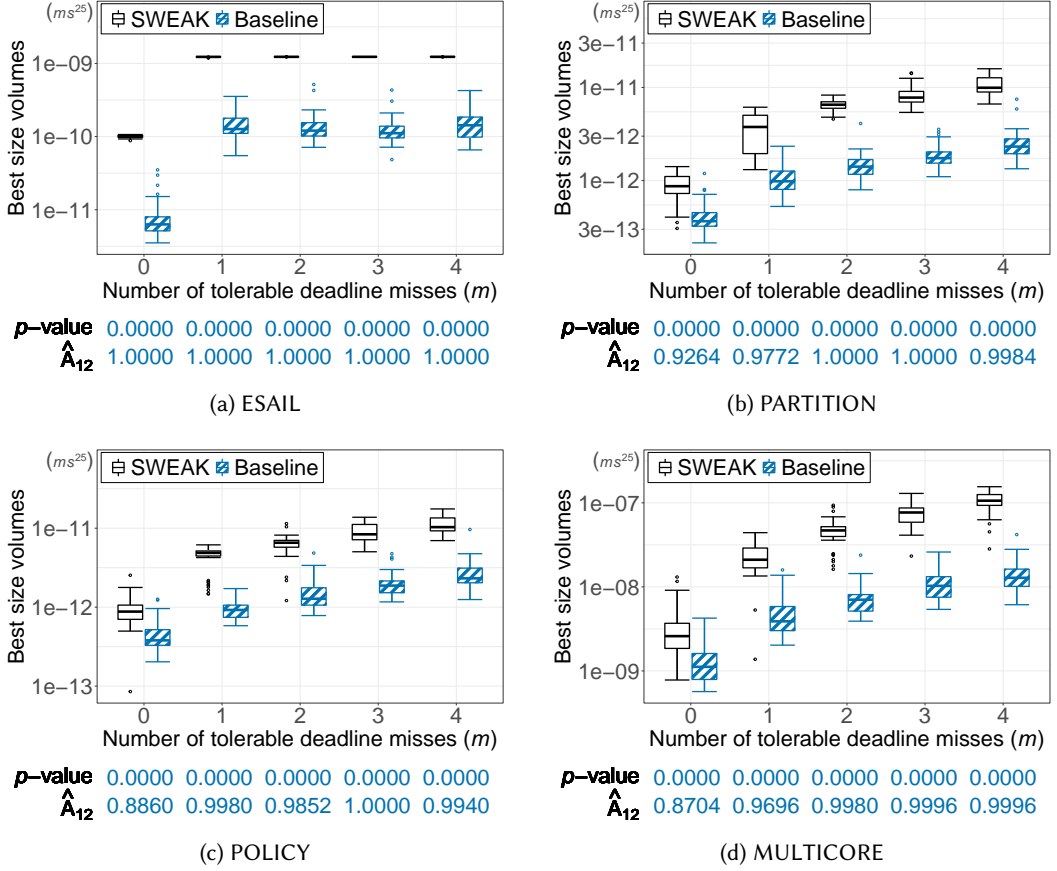 (ms²⁵)
SWEAK Baseline
Best size volumes
1e−09
1e−10
1e−11
0 1 2 3 4
Number of tolerable deadline misses (m)
p−value 0.0000 0.0000 0.0000 0.0000 0.0000
Â₁₂ 1.0000 1.0000 1.0000 1.0000 1.0000
(a) ESAIL
(ms²⁵)
SWEAK Baseline
Best size volumes
3e−11
1e−11
3e−12
1e−12
3e−13
0 1 2 3 4
Number of tolerable deadline misses (m)
p−value 0.0000 0.0000 0.0000 0.0000 0.0000
Â₁₂ 0.9264 0.9772 1.0000 1.0000 0.9984
(b) PARTITION
(ms²⁵)
SWEAK Baseline
Best size volumes
1e−11
1e−12
1e−13
0 1 2 3 4
Number of tolerable deadline misses (m)
p−value 0.0000 0.0000 0.0000 0.0000 0.0000
Â₁₂ 0.8860 0.9980 0.9852 1.0000 0.9940
(c) POLICY
(ms²⁵)
SWEAK Baseline
Best size volumes
1e−07
1e−08
1e−09
0 1 2 3 4
Number of tolerable deadline misses (m)
p−value 0.0000 0.0000 0.0000 0.0000 0.0000
Â₁₂ 0.8704 0.9696 0.9980 0.9996 0.9996
(d) MULTICORE